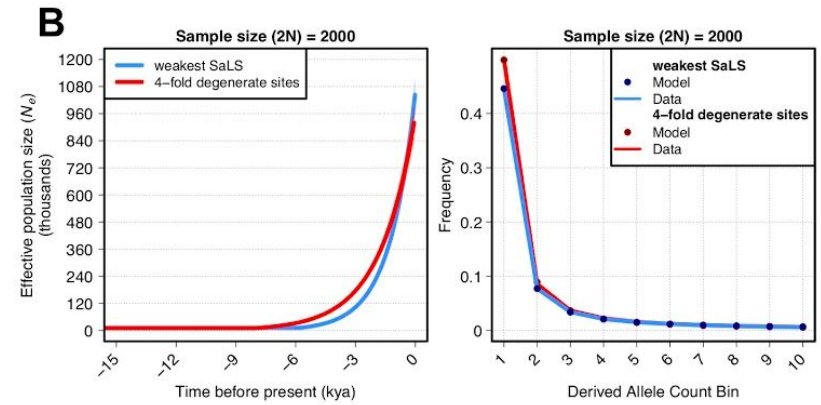 B
Sample size (2N) = 2000
weakest SaLS
4−fold degenerate sites
1200
1080
960
840
720
600
480
360
240
120
0
Effective population size (Ne)
(thousands)
−15
−12
−9
−6
−3
0
Time before present (kya)
Sample size (2N) = 2000
weakest SaLS
Model
Data
4−fold degenerate sites
Model
Data
0.4
0.3
0.2
0.1
0
Frequency
1
2
3
4
5
6
7
8
9
10
Derived Allele Count Bin